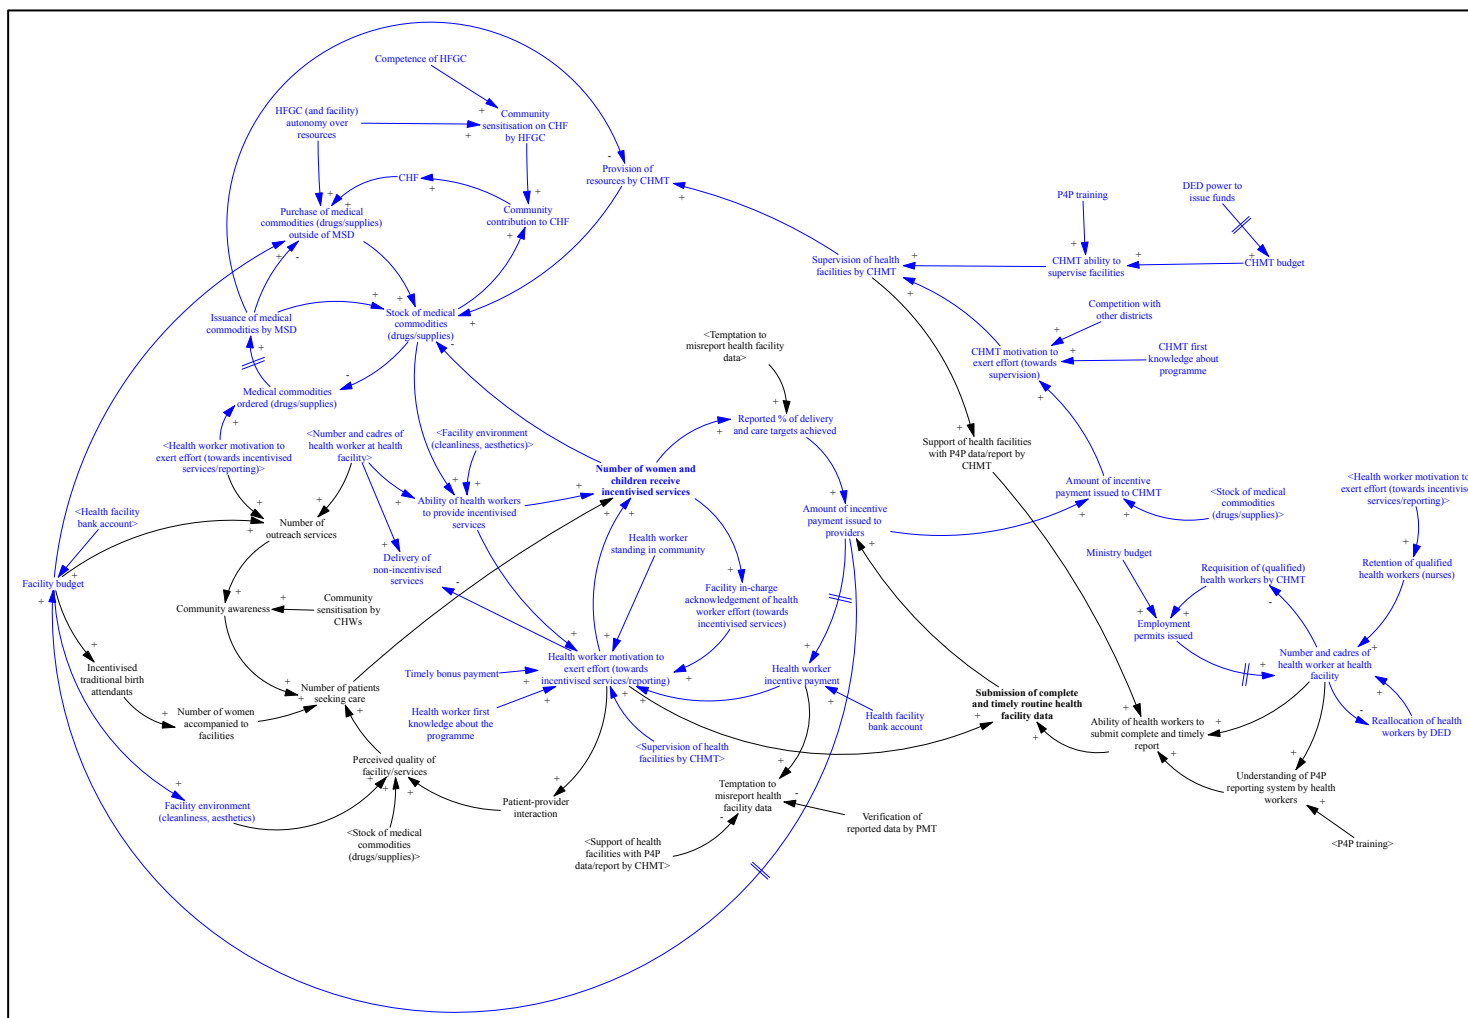 Competence of HFGC
HFGC (and facility)
autonomy over
resources
Community
sensitisation on CHF
by HFGC
Provision of
resources by CHMT
CHF
Purchase of medical
commodities (drugs/supplies)
outside of MSD
Community
contribution to CHF
P4P training
DED power to
issue funds
Supervision of health
facilities by CHMT
CHMT ability to
supervise facilities
CHMT budget
Issuance of medical
commodities by MSD
Stock of medical
commodities
(drugs/supplies)
Competition with
other districts
<Temptation to
misreport health facility
data>
CHMT motivation to
exert effort (towards
supervision)
CHMT first
knowledge about
programme
Medical commodities
ordered (drugs/supplies)
Reported % of delivery
and care targets achieved
<Health worker motivation to
exert effort (towards incentivised
services/reporting)>
<Number and cadres of
health worker at health
facility>
<Facility environment
(cleanliness, aesthetics)>
Support of health facilities
with P4P data/report by
CHMT
Number of women and
children receive
incentivised services
Amount of incentive
payment issued to CHMT
<Health worker motivation to
exert effort (towards incentivise
services/reporting)>
<Health facility
bank account>
Number of
outreach services
Ability of health workers
to provide incentivised
services
Amount of incentive
payment issued to
providers
<Stock of medical
commodities
(drugs/supplies)>
Health worker
standing in community
Delivery of
non-incentivised
services
Ministry budget
Requisition of (qualified)
health workers by CHMT
Retention of qualified
health workers (nurses)
Facility budget
Community awareness
Community
sensitisation by
CHWs
Facility in-charge
acknowledgement of health
worker effort (towards
incentivised services)
Employment
permits issued
Incentivised
traditional birth
attendants
Timely bonus payment
Health worker motivation to
exert effort (towards
incentivised services/reporting)
Health worker
incentive payment
Number and cadres of
health worker at health
facility
Number of patients
seeking care
Number of women
accompanied to
facilities
Health worker first
knowledge about the
programme
Health facility
bank account
Submission of complete
and timely routine health
facility data
Ability of health workers to
submit complete and timely
report
Reallocation of health
workers by DED
<Supervision of health
facilities by CHMT>
Perceived quality of
facility/services
Temptation to
misreport health
facility data
Understanding of P4P
reporting system by health
workers
Facility environment
(cleanliness, aesthetics)
Patient-provider
interaction
Verification of
reported data by PMT
<Stock of medical
commodities
(drugs/supplies)>
<Support of health
facilities with P4P
data/report by CHMT>
<P4P training>